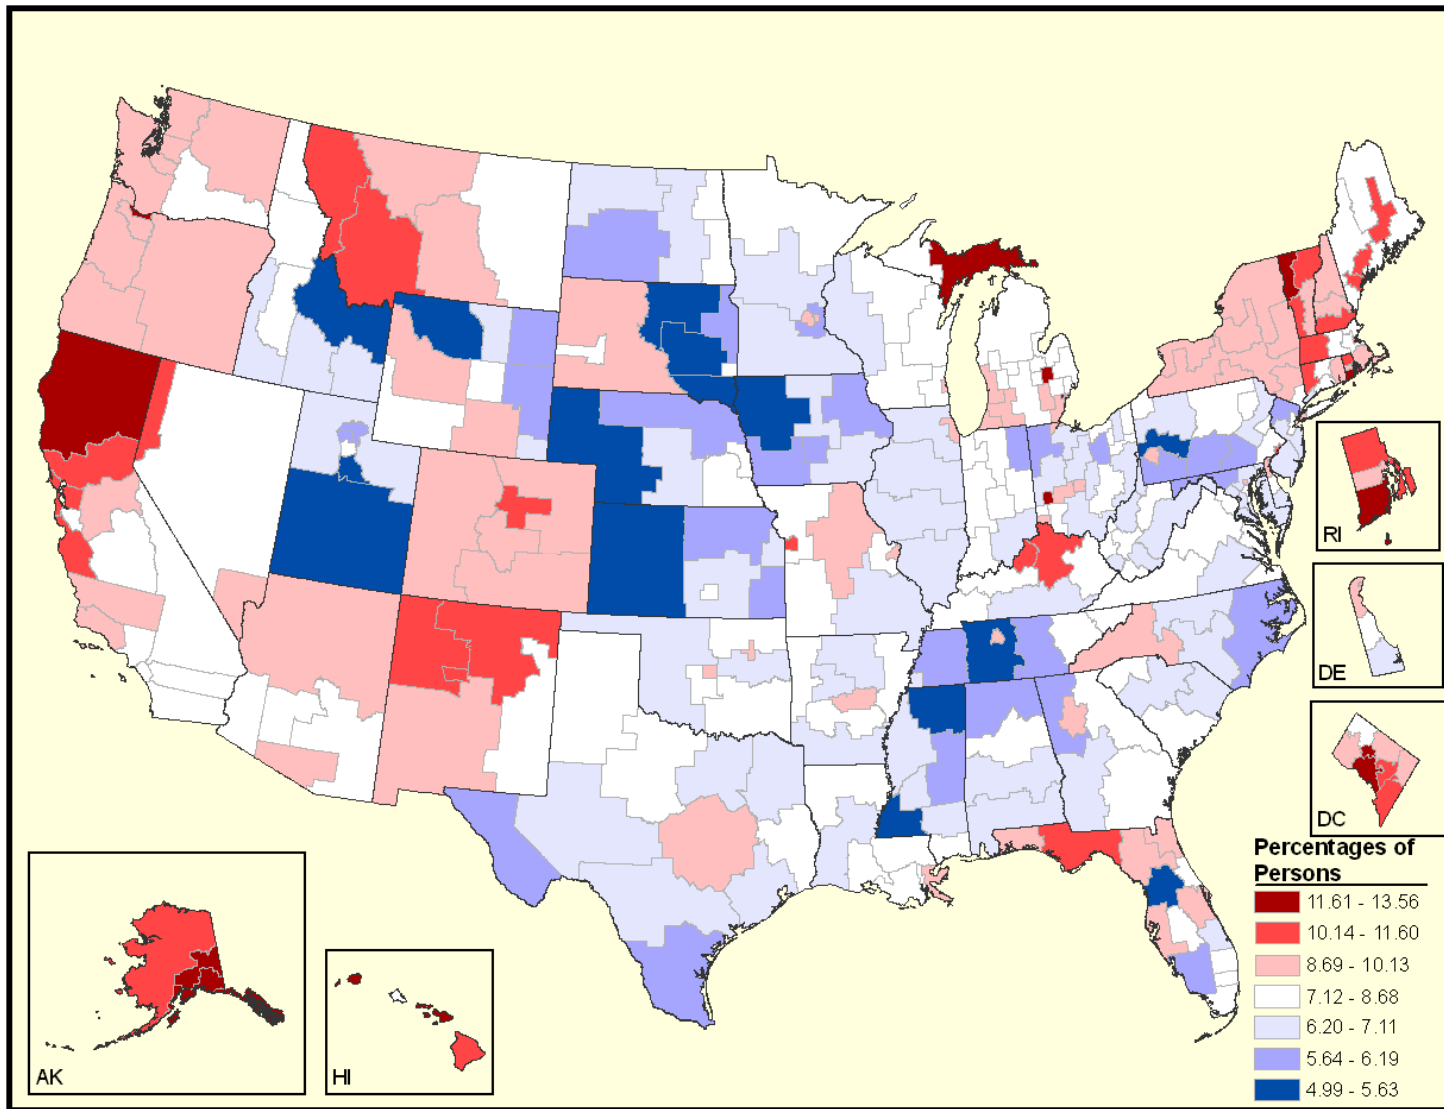 RI
DE
DC
AK
HI
Percentages of
Persons
11.61 - 13.56
10.14 - 11.60
8.69 - 10.13
7.12 - 8.68
6.20 - 7.11
5.64 - 6.19
4.99 - 5.63